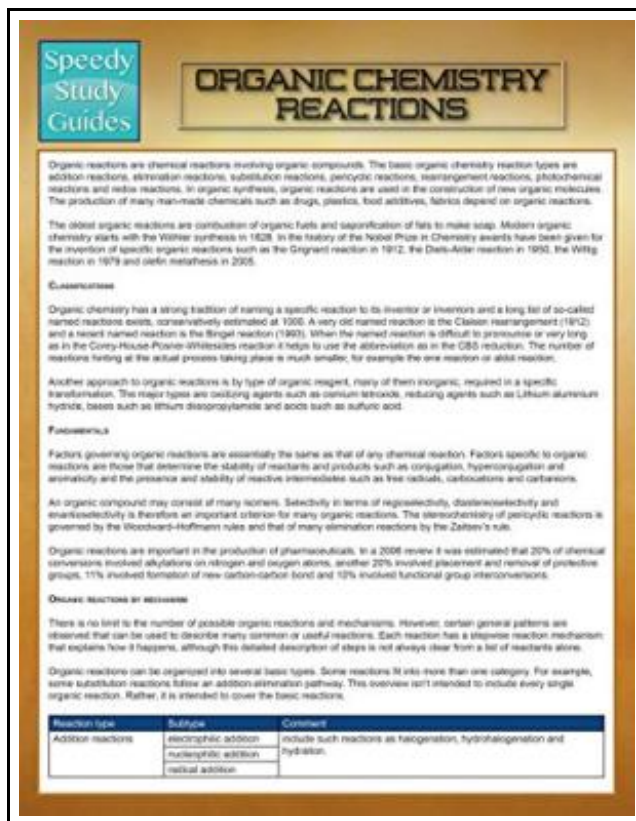 Speedy
Study
Guides
ORGANIC CHEMISTRY
REACTIONS
Organic reactions are chemical reactions involving organic compounds. The basic organic chemistry reaction types are
addition reactions, elimination reactions, substitution reactions, pericyclic reactions, rearrangement reactions, photochemical
reactions and redox reactions. In organic synthesis, organic reactions are used in the construction of new organic molecules.
The production of many man-made chemicals such as drugs, plastics, food additives, fabrics depend on organic reactions.
The oldest organic reactions are combustion of organic fuels and saponification of fats to make soap. Modern organic
chemistry starts with the Wöhler synthesis in 1828. In the history of the Nobel Prize in Chemistry awards have been given for
the invention of specific organic reactions such as the Grignard reaction in 1912, the Diels-Alder reaction in 1950, the Wittig
reaction in 1979 and olefin metathesis in 2005.
CLASSIFICATIONS
Organic chemistry has a strong tradition of naming a specific reaction to its inventor or inventors and a long list of so-called
named reactions exists, conservatively estimated at 1000. A very old named reaction is the Claisen rearrangement (1912)
and a recent named reaction is the Bingel reaction (1993). When the named reaction is difficult to pronounce or very long
as in the Corey-House-Posner-Whitesides reaction it helps to use the abbreviation as in the CBS reduction. The number of
reactions hinting at the actual process taking place is much smaller, for example the ene reaction or aldol reaction.
Another approach to organic reactions is by type of organic reagent, many of them inorganic, required in a specific
transformation. The major types are oxidizing agents such as osmium tetroxide, reducing agents such as Lithium aluminium
hydride, bases such as lithium diisopropylamide and acids such as sulfuric acid.
FUNDAMENTALS
Factors governing organic reactions are essentially the same as that of any chemical reaction. Factors specific to organic
reactions are those that determine the stability of reactants and products such as conjugation, hyperconjugation and
aromaticity and the presence and stability of reactive intermediates such as free radicals, carbocations and carbanions.
An organic compound may consist of many isomers. Selectivity in terms of regioselectivity, diastereoselectivity and
enantioselectivity is therefore an important criterion for many organic reactions. The stereochemistry of pericyclic reactions is
governed by the Woodward–Hoffmann rules and that of many elimination reactions by the Zaitsev's rule.
Organic reactions are important in the production of pharmaceuticals. In a 2006 review it was estimated that 20% of chemical
conversions involved alkylations on nitrogen and oxygen atoms, another 20% involved placement and removal of protective
groups, 11% involved formation of new carbon-carbon bond and 10% involved functional group interconversions.
ORGANIC REACTIONS BY MECHANISM
There is no limit to the number of possible organic reactions and mechanisms. However, certain general patterns are
observed that can be used to describe many common or useful reactions. Each reaction has a stepwise reaction mechanism
that explains how it happens, although this detailed description of steps is not always clear from a list of reactants alone.
Organic reactions can be organized into several basic types. Some reactions fit into more than one category. For example,
some substitution reactions follow an addition-elimination pathway. This overview isn't intended to include every single
organic reaction. Rather, it is intended to cover the basic reactions.
Reaction type Subtype Comment
Addition reactions electrophilic addition include such reactions as halogenation, hydrohalogenation and
hydration.
nucleophilic addition
radical addition